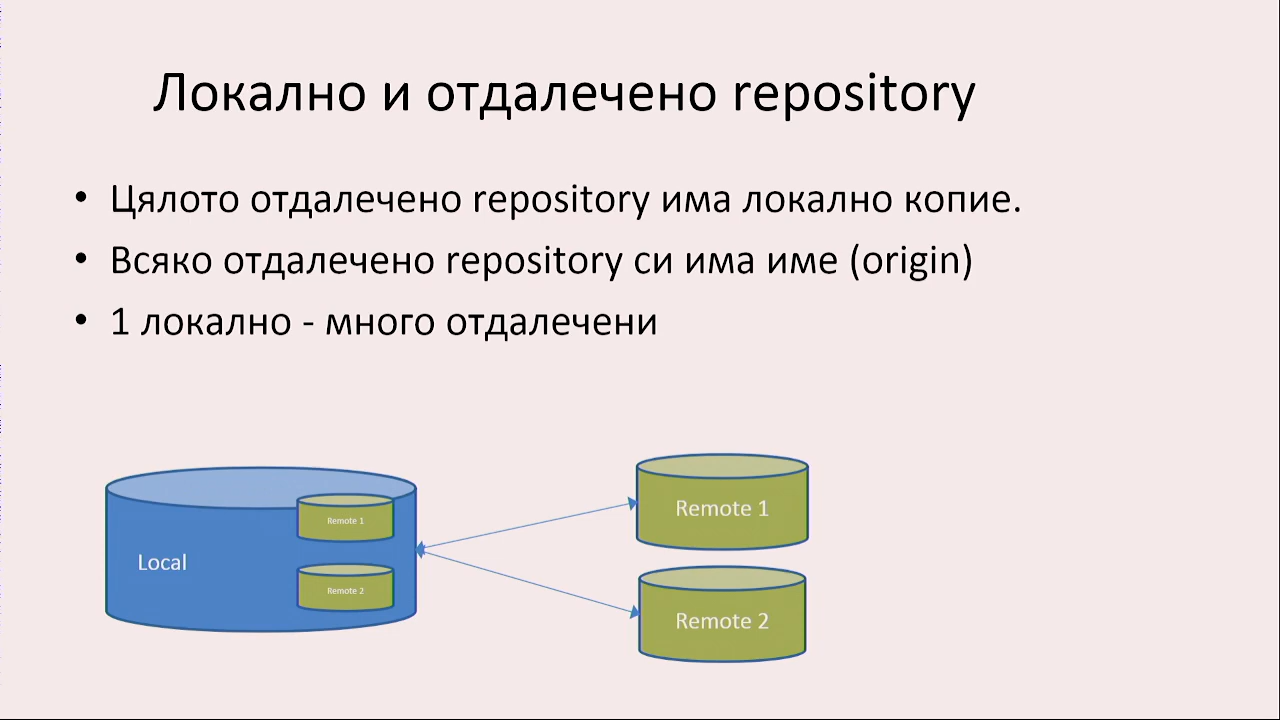 Локално и отдалечено repository
• Цялото отдалечено repository има локално копие.
• Всяко отдалечено repository си има име (origin)
• 1 локално - много отдалечени
Local
Remote 1
Remote 2
Remote 1
Remote 2